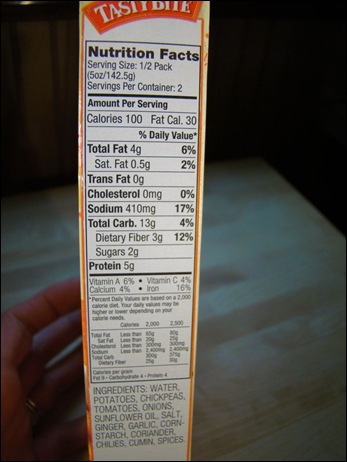 TASTY BITE
Nutrition Facts
Serving Size: 1/2 Pack
(5oz/142.5g)
Servings Per Container: 2
Amount Per Serving
Calories 100 Fat Cal. 30
% Daily Value*
Total Fat 4g 6%
Sat. Fat 0.5g 2%
Trans Fat 0g
Cholesterol 0mg 0%
Sodium 410mg 17%
Total Carb. 13g 4%
Dietary Fiber 3g 12%
Sugars 2g
Protein 5g
Vitamin A 6% • Vitamin C 4%
Calcium 4% • Iron 16%
*Percent Daily Values are based on a 2,000
calorie diet. Your daily values may be
higher or lower depending on your
calorie needs.
Calories 2,000 2,500
Total Fat Less than 65g 80g
Sat Fat Less than 20g 25g
Cholesterol Less than 300mg 300mg
Sodium Less than 2,400mg 2,400mg
Total Carb 300g 375g
Dietary Fiber 25g 30g
Calories per gram
Fat 9 • Carbohydrate 4 • Protein 4
INGREDIENTS: WATER,
POTATOES, CHICKPEAS,
TOMATOES, ONIONS,
SUNFLOWER OIL, SALT,
GINGER, GARLIC, CORN-
STARCH, CORIANDER,
CHILIES, CUMIN, SPICES.